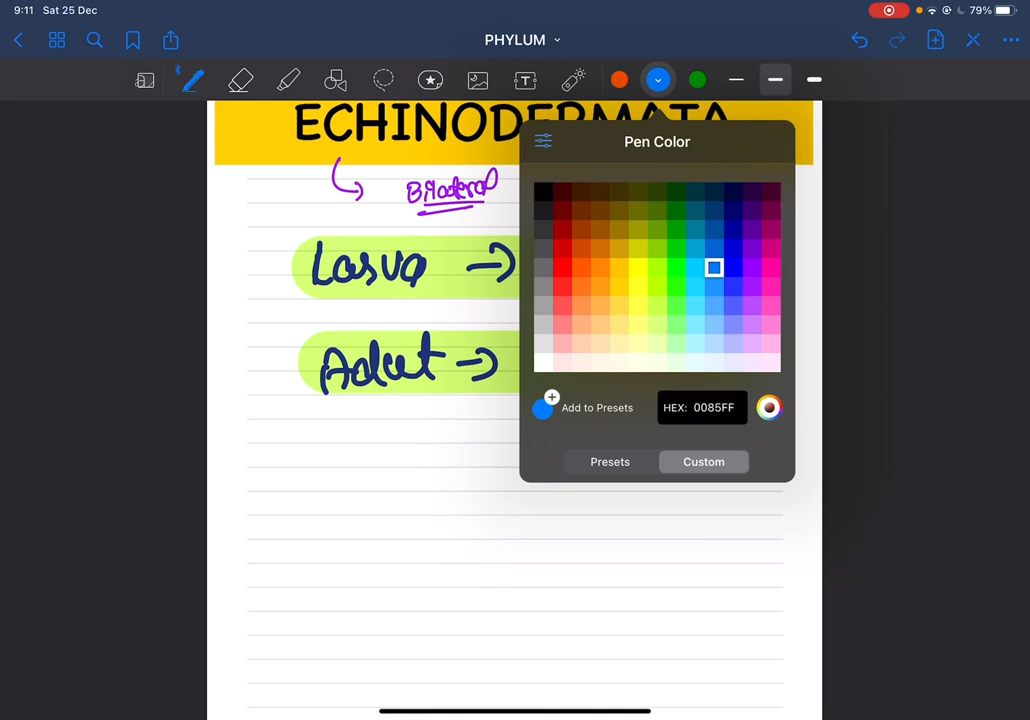 9:11 Sat 25 Dec 79%
PHYLUM
T
ECHINODERMATA
Pen Color
Bilateral
Larva →
Adult →
Add to Presets HEX: 0085FF
Presets Custom